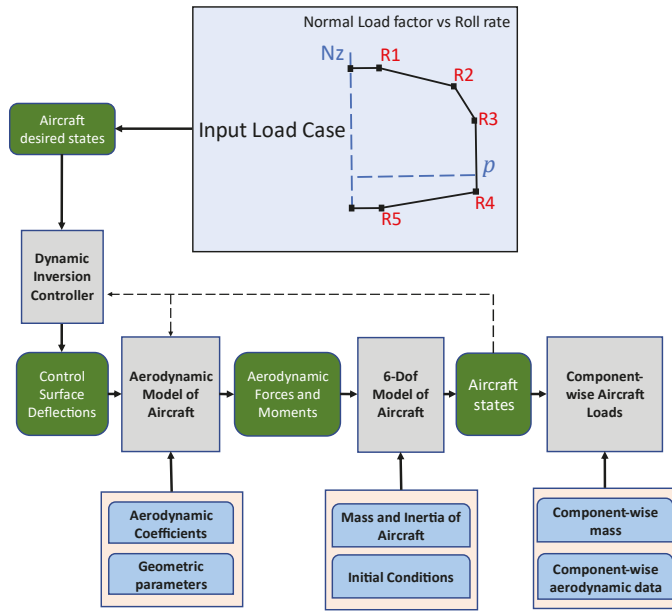 Normal Load factor vs Roll rate
Nz
R1
R2
R3
Aircraft
desired states
Input Load Case
p
R4
R5
Dynamic
Inversion
Controller
Control
Surface
Deflections
Aerodynamic
Model of
Aircraft
Aerodynamic
Forces and
Moments
6-Dof
Model of
Aircraft
Aircraft
states
Component-
wise Aircraft
Loads
Aerodynamic
Coefficients
Geometric
parameters
Mass and Inertia of
Aircraft
Initial Conditions
Component-wise
mass
Component-wise
aerodynamic data